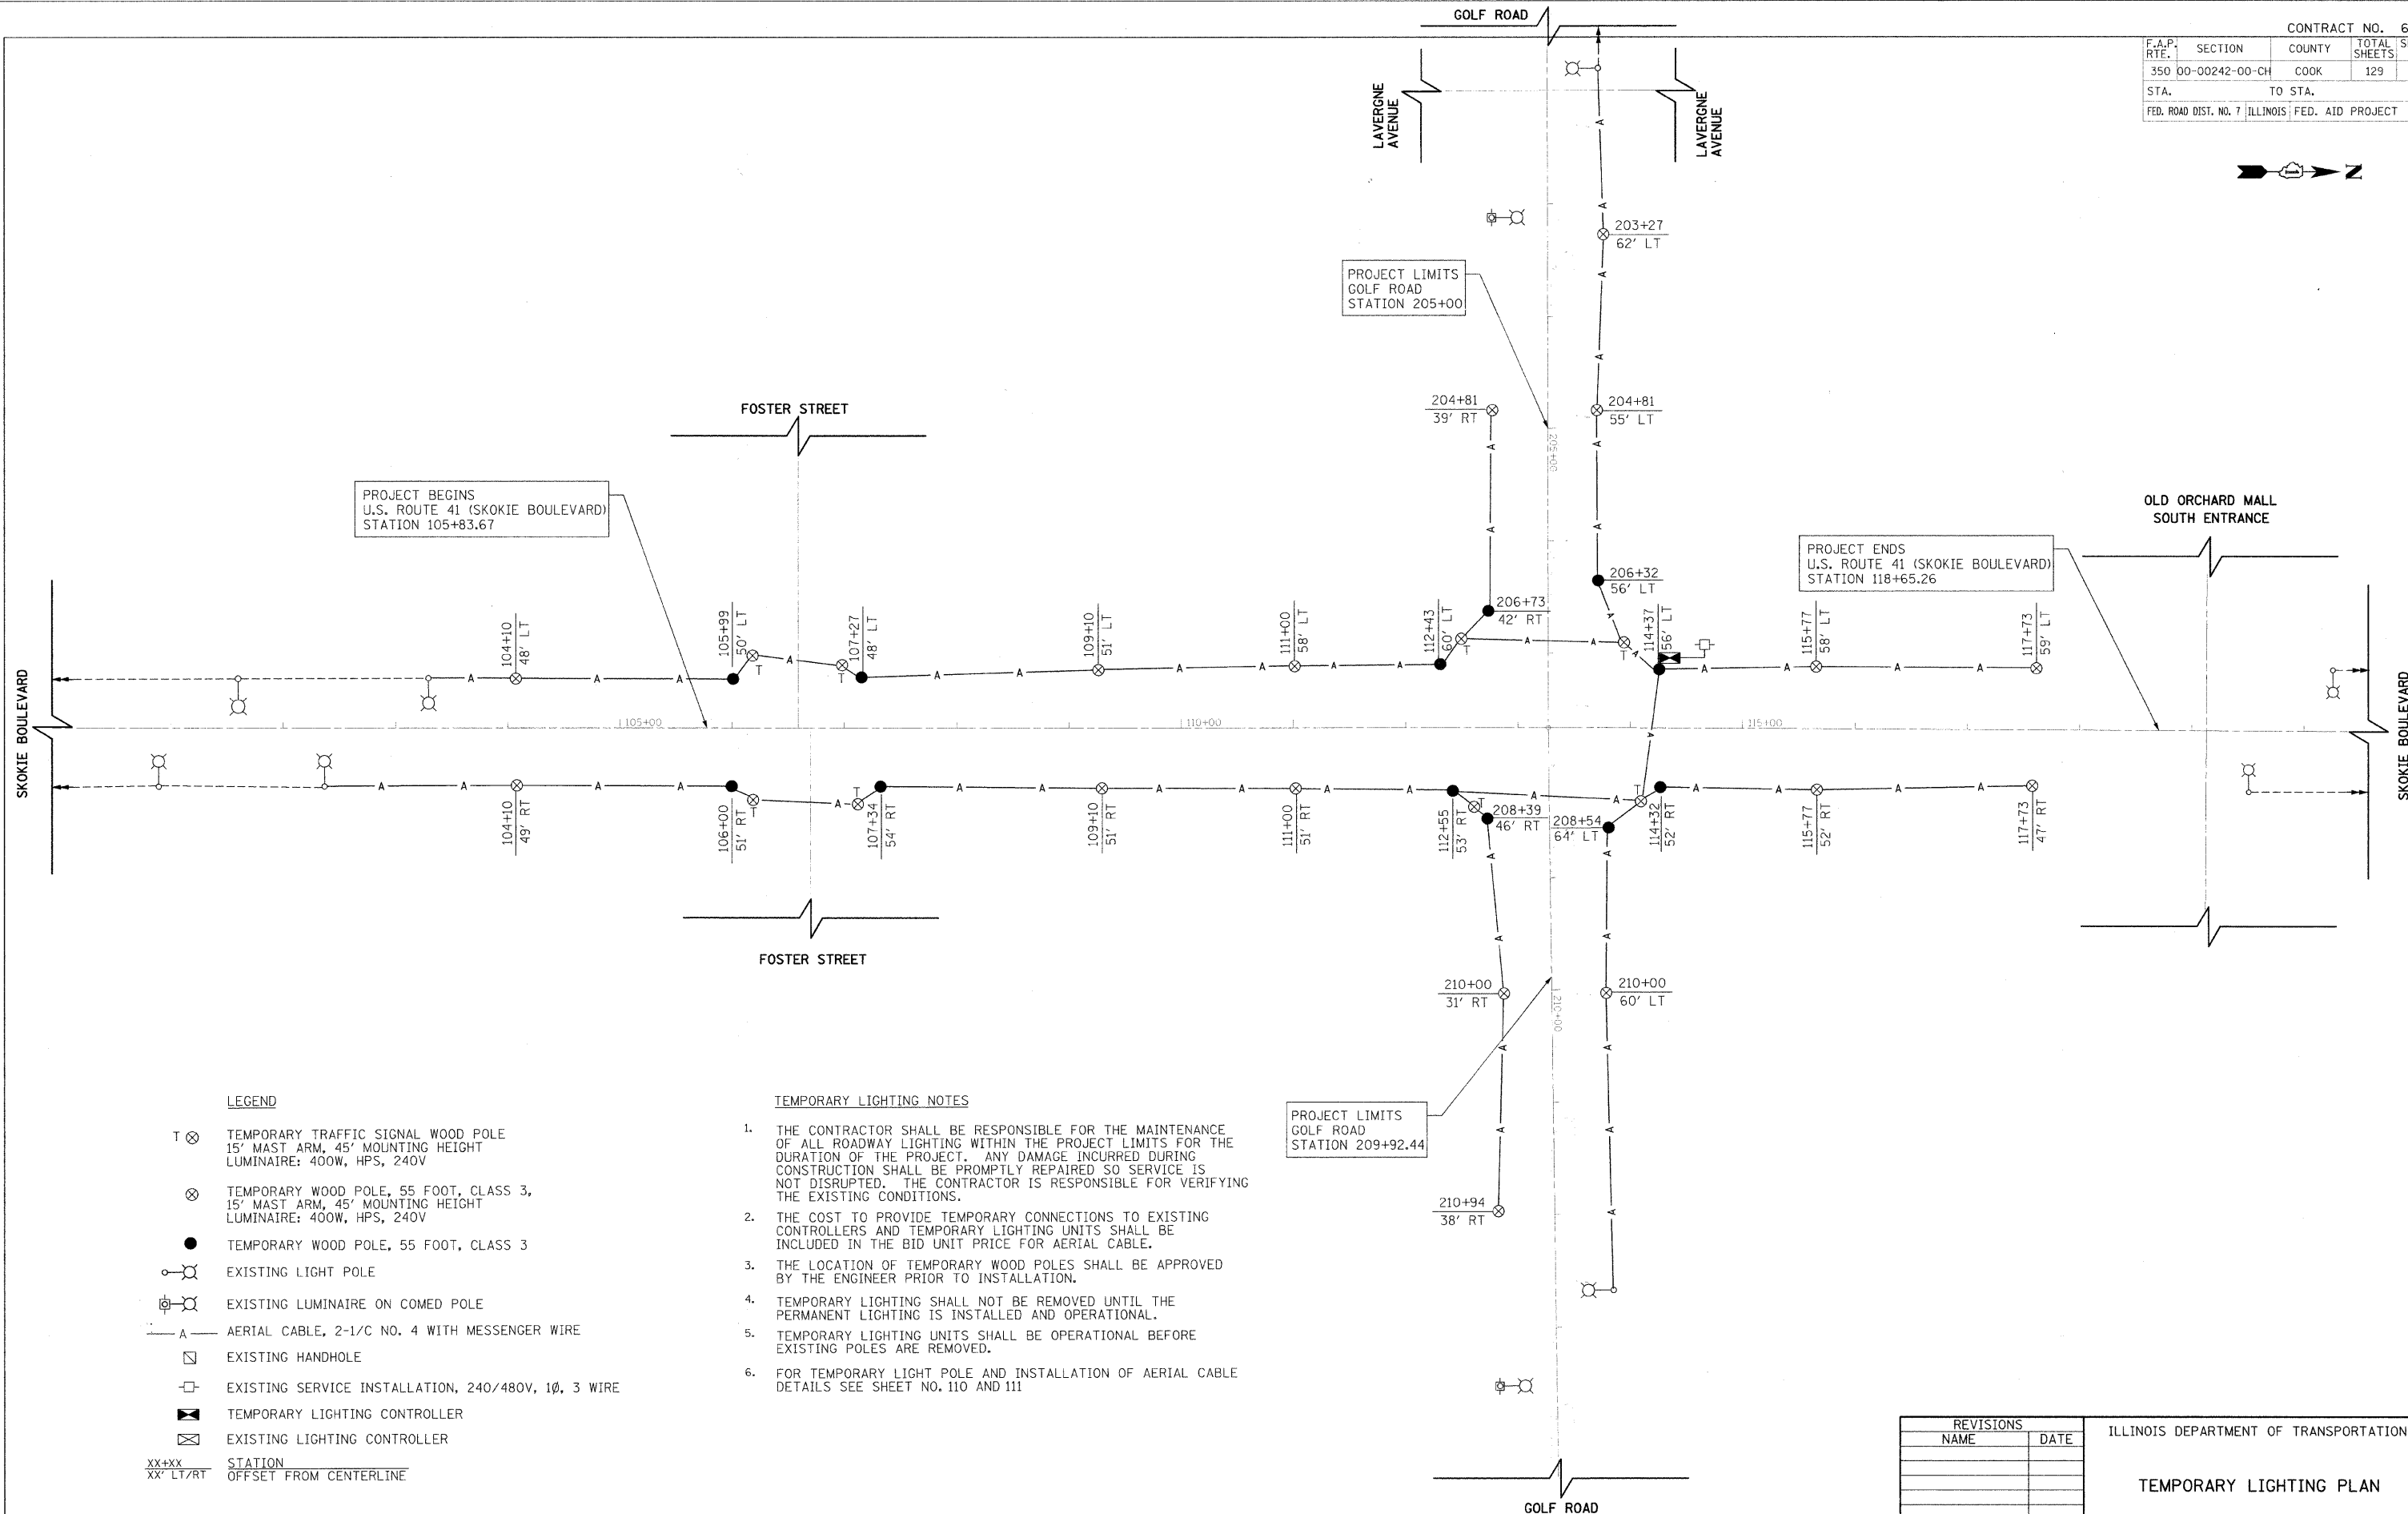 GOLF ROAD
CONTRACT NO. 6
F.A.P. RTE. SECTION COUNTY TOTAL SHEETS S
350 00-00242-00-CH COOK 129
STA. TO STA.
FED. ROAD DIST. NO. 7 ILLINOIS FED. AID PROJECT
N
LAVERGNE
AVENUE
LAVERGNE
AVENUE
A
A
203+27
62' LT
A
A
PROJECT LIMITS
GOLF ROAD
STATION 205+00
204+81
39' RT
204+81
55' LT
205+00
A
A
A
A
FOSTER STREET
PROJECT BEGINS
U.S. ROUTE 41 (SKOKIE BOULEVARD)
STATION 105+83.67
OLD ORCHARD MALL
SOUTH ENTRANCE
PROJECT ENDS
U.S. ROUTE 41 (SKOKIE BOULEVARD)
STATION 118+65.26
206+32
56' LT
206+73
42' RT
104+10
48' LT
105+99
50' LT
107+27
48' LT
109+10
51' LT
111+00
58' LT
112+43
60' LT
114+37
56' LT
115+77
58' LT
117+73
59' LT
A A A T A T A A A A A A T A A T A A A A A A
SKOKIE BOULEVARD
105+00
110+00
115+00
SKOKIE BOULEVARD
A A A A T A T A A A A A A T A A T A A A A
104+10
49' RT
106+00
51' RT
107+34
54' RT
109+10
51' RT
111+00
51' RT
112+55
53' RT
208+39
46' RT
208+54
64' LT
114+32
52' RT
115+77
52' RT
117+73
47' RT
FOSTER STREET
A
A
A
A
210+00
31' RT
210+00
60' LT
210+00
A
A
A
A
PROJECT LIMITS
GOLF ROAD
STATION 209+92.44
210+94
38' RT
LEGEND
T TEMPORARY TRAFFIC SIGNAL WOOD POLE
15' MAST ARM, 45' MOUNTING HEIGHT
LUMINAIRE: 400W, HPS, 240V
TEMPORARY WOOD POLE, 55 FOOT, CLASS 3,
15' MAST ARM, 45' MOUNTING HEIGHT
LUMINAIRE: 400W, HPS, 240V
TEMPORARY WOOD POLE, 55 FOOT, CLASS 3
EXISTING LIGHT POLE
EXISTING LUMINAIRE ON COMED POLE
A AERIAL CABLE, 2-1/C NO. 4 WITH MESSENGER WIRE
EXISTING HANDHOLE
EXISTING SERVICE INSTALLATION, 240/480V, 1Ø, 3 WIRE
TEMPORARY LIGHTING CONTROLLER
EXISTING LIGHTING CONTROLLER
XX+XX STATION
XX' LT/RT OFFSET FROM CENTERLINE
TEMPORARY LIGHTING NOTES
1. THE CONTRACTOR SHALL BE RESPONSIBLE FOR THE MAINTENANCE
OF ALL ROADWAY LIGHTING WITHIN THE PROJECT LIMITS FOR THE
DURATION OF THE PROJECT. ANY DAMAGE INCURRED DURING
CONSTRUCTION SHALL BE PROMPTLY REPAIRED SO SERVICE IS
NOT DISRUPTED. THE CONTRACTOR IS RESPONSIBLE FOR VERIFYING
THE EXISTING CONDITIONS.
2. THE COST TO PROVIDE TEMPORARY CONNECTIONS TO EXISTING
CONTROLLERS AND TEMPORARY LIGHTING UNITS SHALL BE
INCLUDED IN THE BID UNIT PRICE FOR AERIAL CABLE.
3. THE LOCATION OF TEMPORARY WOOD POLES SHALL BE APPROVED
BY THE ENGINEER PRIOR TO INSTALLATION.
4. TEMPORARY LIGHTING SHALL NOT BE REMOVED UNTIL THE
PERMANENT LIGHTING IS INSTALLED AND OPERATIONAL.
5. TEMPORARY LIGHTING UNITS SHALL BE OPERATIONAL BEFORE
EXISTING POLES ARE REMOVED.
6. FOR TEMPORARY LIGHT POLE AND INSTALLATION OF AERIAL CABLE
DETAILS SEE SHEET NO. 110 AND 111
GOLF ROAD
REVISIONS
NAME DATE
ILLINOIS DEPARTMENT OF TRANSPORTATION
TEMPORARY LIGHTING PLAN